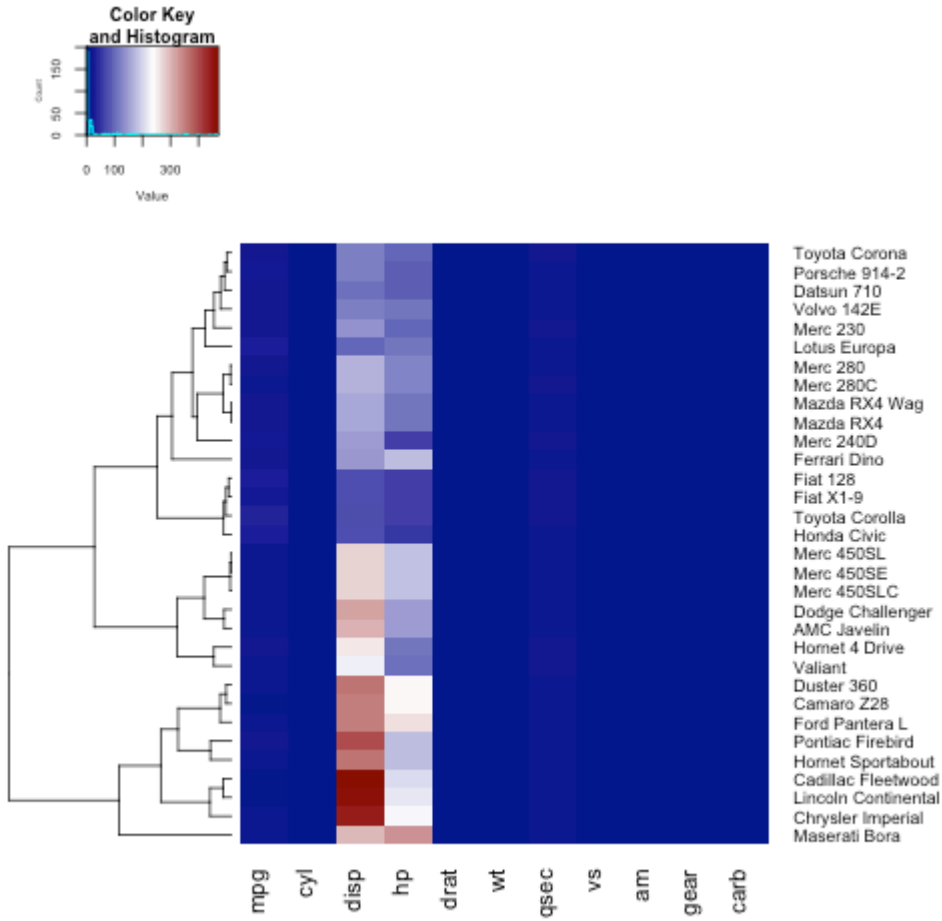 Color Key
and Histogram
Count
0 50 150
0 100 300
Value
Toyota Corona
Porsche 914-2
Datsun 710
Volvo 142E
Merc 230
Lotus Europa
Merc 280
Merc 280C
Mazda RX4 Wag
Mazda RX4
Merc 240D
Ferrari Dino
Fiat 128
Fiat X1-9
Toyota Corolla
Honda Civic
Merc 450SL
Merc 450SE
Merc 450SLC
Dodge Challenger
AMC Javelin
Hornet 4 Drive
Valiant
Duster 360
Camaro Z28
Ford Pantera L
Pontiac Firebird
Hornet Sportabout
Cadillac Fleetwood
Lincoln Continental
Chrysler Imperial
Maserati Bora
mpg cyl disp hp drat wt qsec vs am gear carb